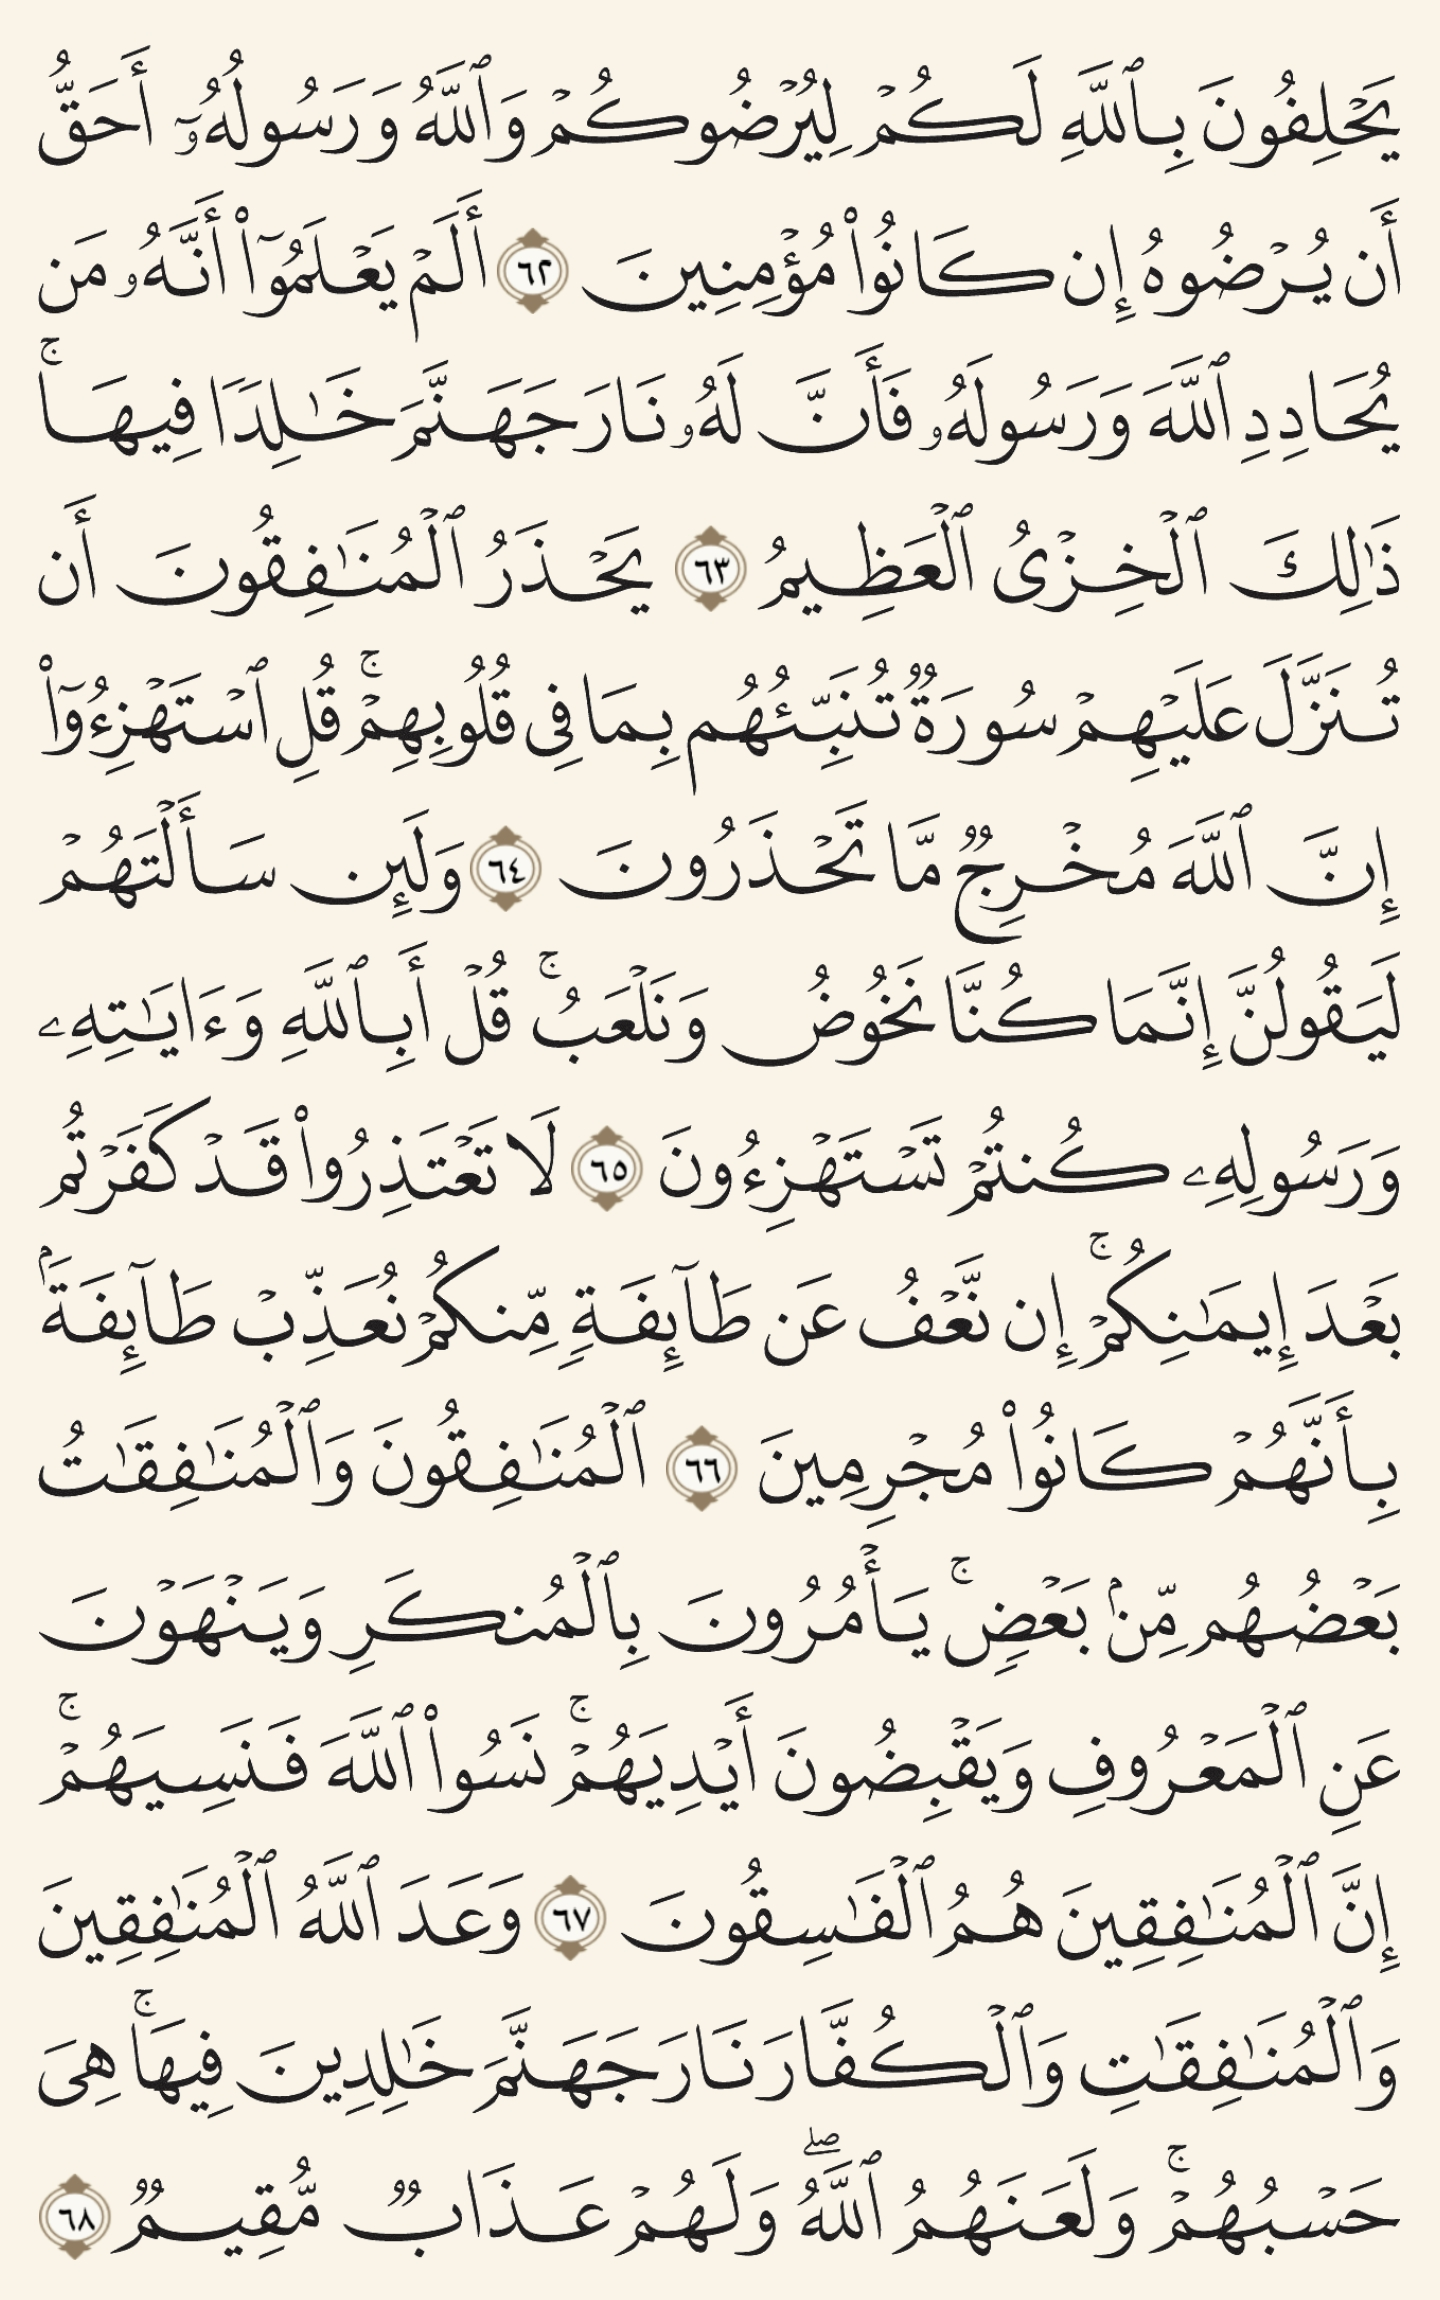 يَحْلِفُونَ بِٱللَّهِ لَكُمْ لِيُرْضُوكُمْ وَٱللَّهُ وَرَسُولُهُۥٓ أَحَقُّ
أَن يُرْضُوهُ إِن كَانُوا۟ مُؤْمِنِينَ ٦٢ أَلَمْ يَعْلَمُوٓا۟ أَنَّهُۥ مَن
يُحَادِدِ ٱللَّهَ وَرَسُولَهُۥ فَأَنَّ لَهُۥ نَارَ جَهَنَّمَ خَـٰلِدًا فِيهَا ۚ
ذَٰلِكَ ٱلْخِزْىُ ٱلْعَظِيمُ ٦٣ يَحْذَرُ ٱلْمُنَـٰفِقُونَ أَن
تُنَزَّلَ عَلَيْهِمْ سُورَةٌ تُنَبِّئُهُم بِمَا فِى قُلُوبِهِمْ ۚ قُلِ ٱسْتَهْزِءُوٓا۟
إِنَّ ٱللَّهَ مُخْرِجٌ مَّا تَحْذَرُونَ ٦٤ وَلَئِن سَأَلْتَهُمْ
لَيَقُولُنَّ إِنَّمَا كُنَّا نَخُوضُ وَنَلْعَبُ ۚ قُلْ أَبِٱللَّهِ وَءَايَـٰتِهِۦ
وَرَسُولِهِۦ كُنتُمْ تَسْتَهْزِءُونَ ٦٥ لَا تَعْتَذِرُوا۟ قَدْ كَفَرْتُم
بَعْدَ إِيمَـٰنِكُمْ ۚ إِن نَّعْفُ عَن طَآئِفَةٍ مِّنكُمْ نُعَذِّبْ طَآئِفَةًۢ
بِأَنَّهُمْ كَانُوا۟ مُجْرِمِينَ ٦٦ ٱلْمُنَـٰفِقُونَ وَٱلْمُنَـٰفِقَـٰتُ
بَعْضُهُم مِّنۢ بَعْضٍ ۚ يَأْمُرُونَ بِٱلْمُنكَرِ وَيَنْهَوْنَ
عَنِ ٱلْمَعْرُوفِ وَيَقْبِضُونَ أَيْدِيَهُمْ ۚ نَسُوا۟ ٱللَّهَ فَنَسِيَهُمْ ۚ
إِنَّ ٱلْمُنَـٰفِقِينَ هُمُ ٱلْفَـٰسِقُونَ ٦٧ وَعَدَ ٱللَّهُ ٱلْمُنَـٰفِقِينَ
وَٱلْمُنَـٰفِقَـٰتِ وَٱلْكُفَّارَ نَارَ جَهَنَّمَ خَـٰلِدِينَ فِيهَا ۚ هِىَ
حَسْبُهُمْ ۚ وَلَعَنَهُمُ ٱللَّهُ ۖ وَلَهُمْ عَذَابٌ مُّقِيمٌ ٦٨